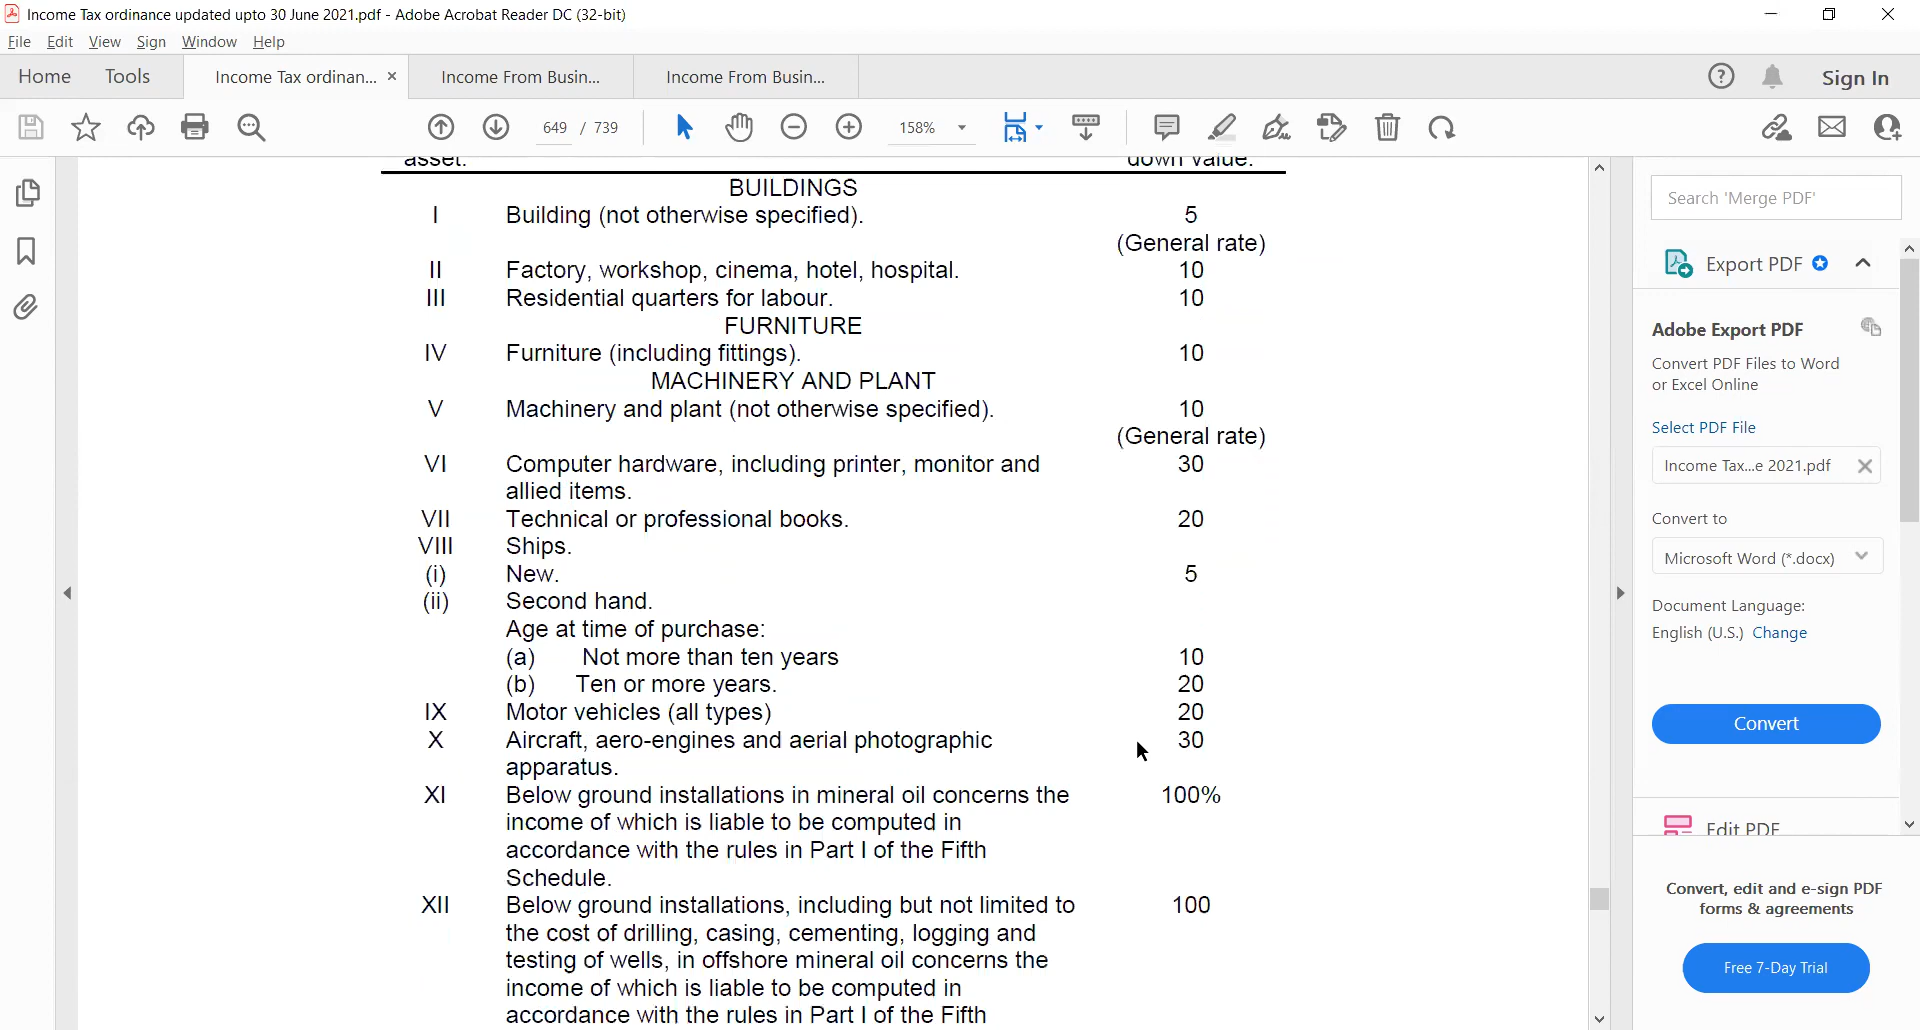 Income Tax ordinance updated upto 30 June 2021.pdf - Adobe Acrobat Reader DC (32-bit)
File Edit View Sign Window Help
Home Tools Income Tax ordinan... × Income From Busin... Income From Busin... Sign In
649 / 739 158%
asset. down value.
BUILDINGS
I Building (not otherwise specified). 5
(General rate)
II Factory, workshop, cinema, hotel, hospital. 10
III Residential quarters for labour. 10
FURNITURE
IV Furniture (including fittings). 10
MACHINERY AND PLANT
V Machinery and plant (not otherwise specified). 10
(General rate)
VI Computer hardware, including printer, monitor and 30
allied items.
VII Technical or professional books. 20
VIII Ships.
(i) New. 5
(ii) Second hand.
Age at time of purchase:
(a) Not more than ten years 10
(b) Ten or more years. 20
IX Motor vehicles (all types) 20
X Aircraft, aero-engines and aerial photographic 30
apparatus.
XI Below ground installations in mineral oil concerns the 100%
income of which is liable to be computed in
accordance with the rules in Part I of the Fifth
Schedule.
XII Below ground installations, including but not limited to 100
the cost of drilling, casing, cementing, logging and
testing of wells, in offshore mineral oil concerns the
income of which is liable to be computed in
accordance with the rules in Part I of the Fifth
Search 'Merge PDF'
Export PDF
Adobe Export PDF
Convert PDF Files to Word
or Excel Online
Select PDF File
Income Tax...e 2021.pdf
Convert to
Microsoft Word (*.docx)
Document Language:
English (U.S.) Change
Convert
Edit PDF
Convert, edit and e-sign PDF
forms & agreements
Free 7-Day Trial